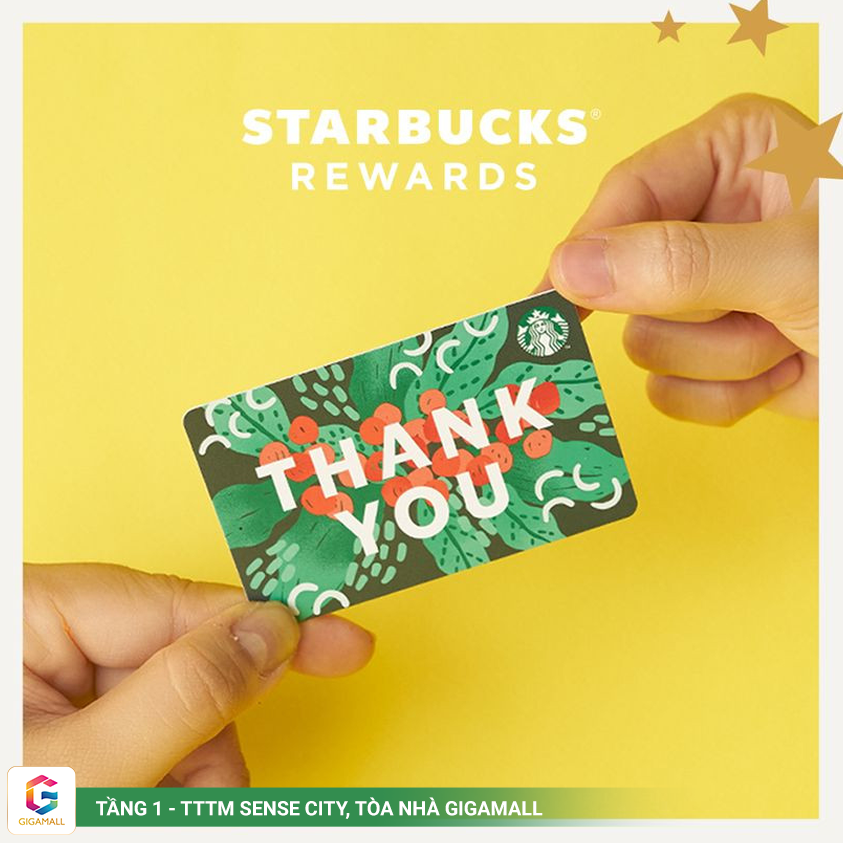 STARBUCKS®
REWARDS
THANK
YOU
GIGAMALL
TẦNG 1 - TTTM SENSE CITY, TÒA NHÀ GIGAMALL